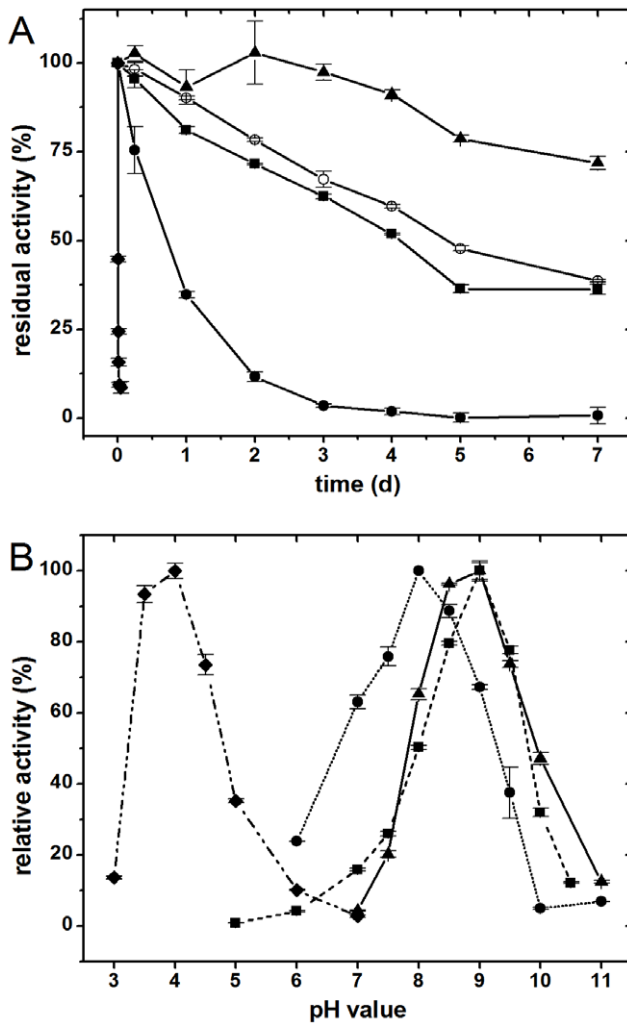 A
residual activity (%)
100
75
50
25
0
0 1 2 3 4 5 6 7
time (d)
B
relative activity (%)
100
80
60
40
20
0
3 4 5 6 7 8 9 10 11
pH value